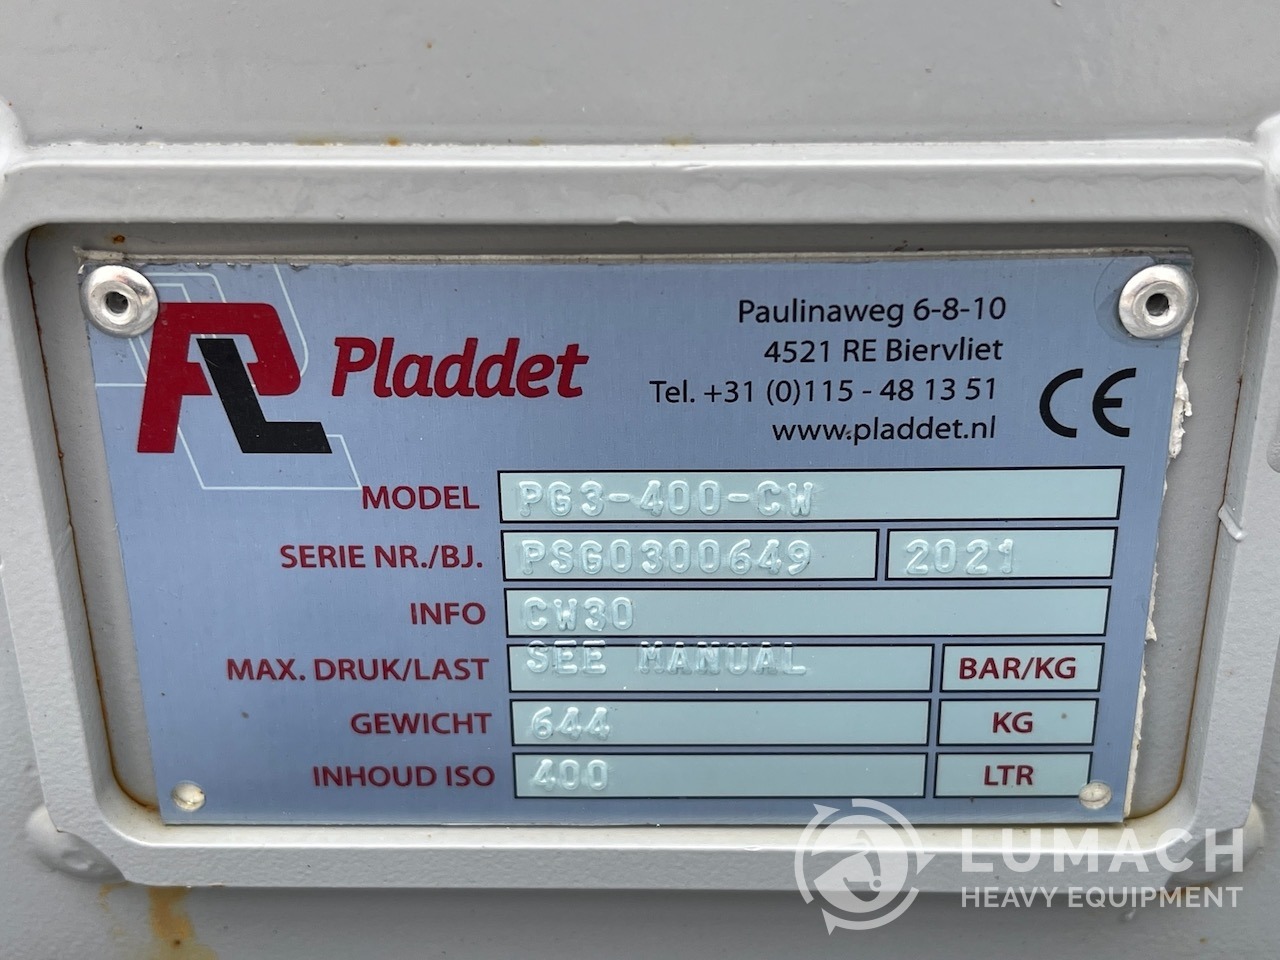 PL Pladdet
Paulinaweg 6-8-10
4521 RE Biervliet
Tel. +31 (0)115 - 48 13 51
www.pladdet.nl
CE
MODEL PG3-400-CW
SERIE NR./BJ. PSG0300649 2021
INFO CW30
MAX. DRUK/LAST SEE MANUAL BAR/KG
GEWICHT 644 KG
INHOUD ISO 400 LTR
LUMACH
HEAVY EQUIPMENT